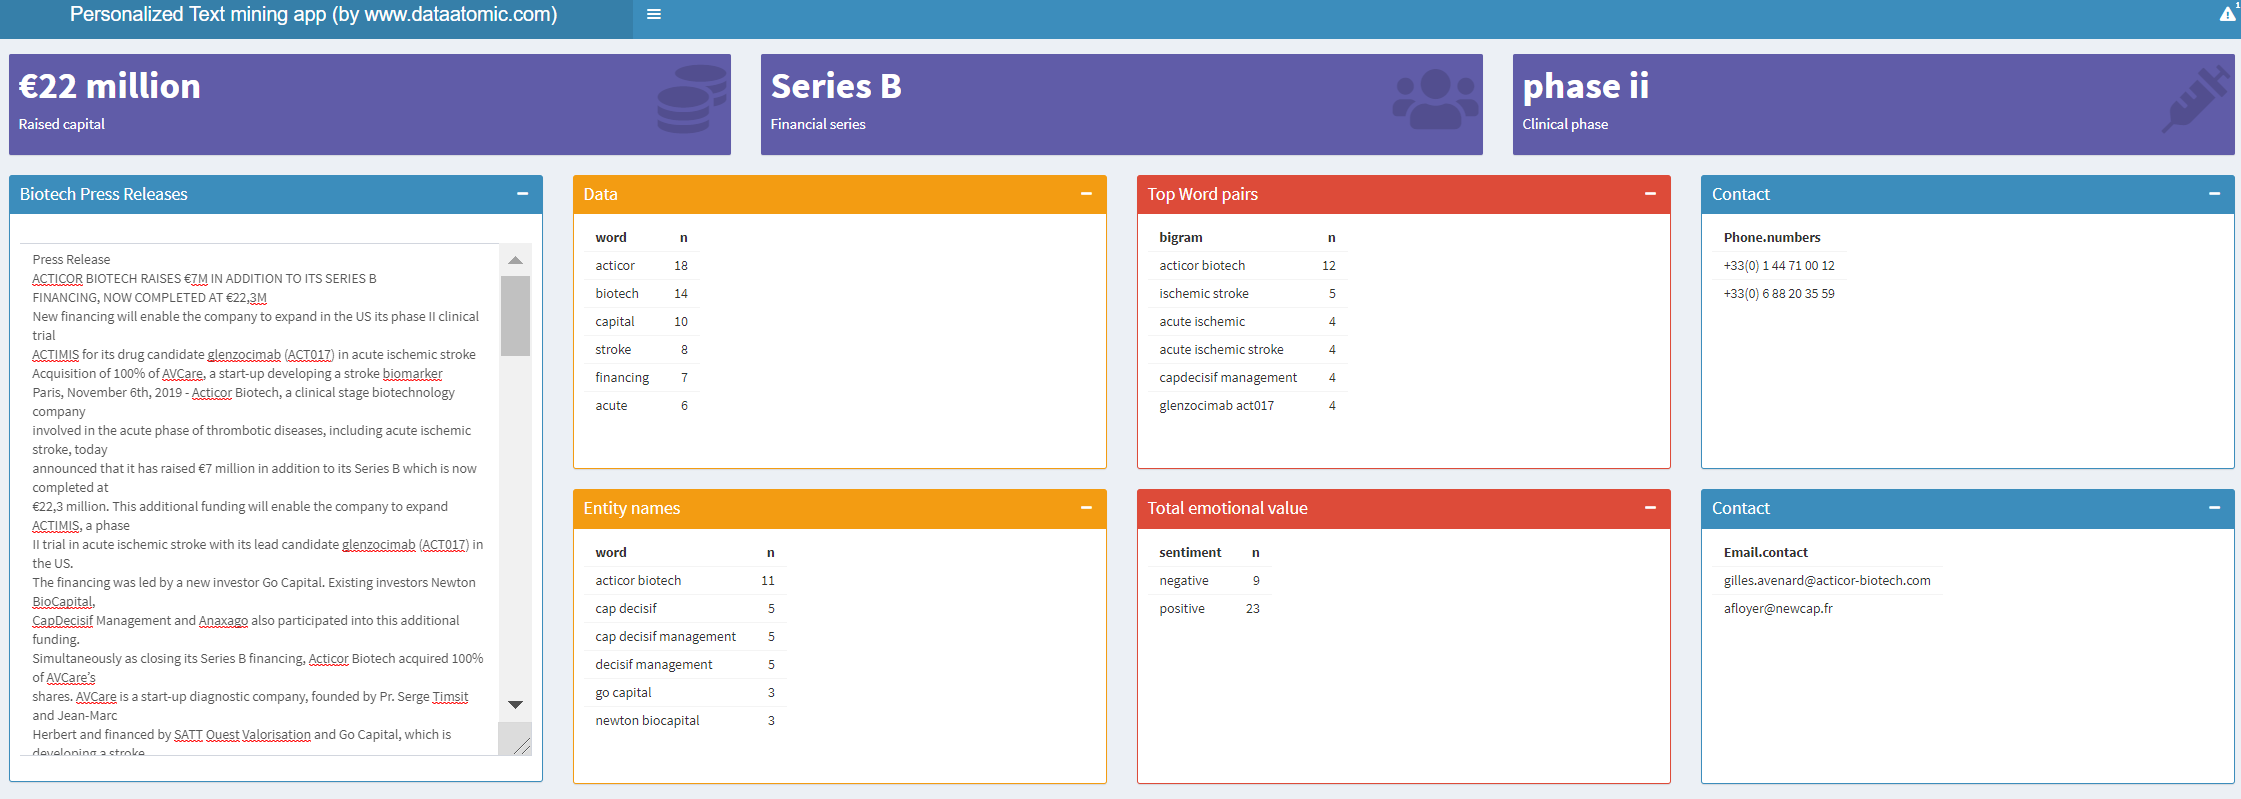 Personalized Text mining app (by www.dataatomic.com)
1
€22 million
Raised capital
Series B
Financial series
phase ii
Clinical phase
Biotech Press Releases
Press Release
ACTICOR BIOTECH RAISES €7M IN ADDITION TO ITS SERIES B
FINANCING, NOW COMPLETED AT €22,3M
New financing will enable the company to expand in the US its phase II clinical
trial
ACTIMIS for its drug candidate glenzocimab (ACT017) in acute ischemic stroke
Acquisition of 100% of AVCare, a start-up developing a stroke biomarker
Paris, November 6th, 2019 - Acticor Biotech, a clinical stage biotechnology
company
involved in the acute phase of thrombotic diseases, including acute ischemic
stroke, today
announced that it has raised €7 million in addition to its Series B which is now
completed at
€22,3 million. This additional funding will enable the company to expand
ACTIMIS, a phase
II trial in acute ischemic stroke with its lead candidate glenzocimab (ACT017) in
the US.
The financing was led by a new investor Go Capital. Existing investors Newton
BioCapital,
CapDecisif Management and Anaxago also participated into this additional
funding.
Simultaneously as closing its Series B financing, Acticor Biotech acquired 100%
of AVCare's
shares. AVCare is a start-up diagnostic company, founded by Pr. Serge Timsit
and Jean-Marc
Herbert and financed by SATT Ouest Valorisation and Go Capital, which is
developing a stroke
Data
word n
acticor 18
biotech 14
capital 10
stroke 8
financing 7
acute 6
Top Word pairs
bigram n
acticor biotech 12
ischemic stroke 5
acute ischemic 4
acute ischemic stroke 4
capdecisif management 4
glenzocimab act017 4
Contact
Phone.numbers
+33(0) 1 44 71 00 12
+33(0) 6 88 20 35 59
Entity names
word n
acticor biotech 11
cap decisif 5
cap decisif management 5
decisif management 5
go capital 3
newton biocapital 3
Total emotional value
sentiment n
negative 9
positive 23
Contact
Email.contact
gilles.avenard@acticor-biotech.com
afloyer@newcap.fr